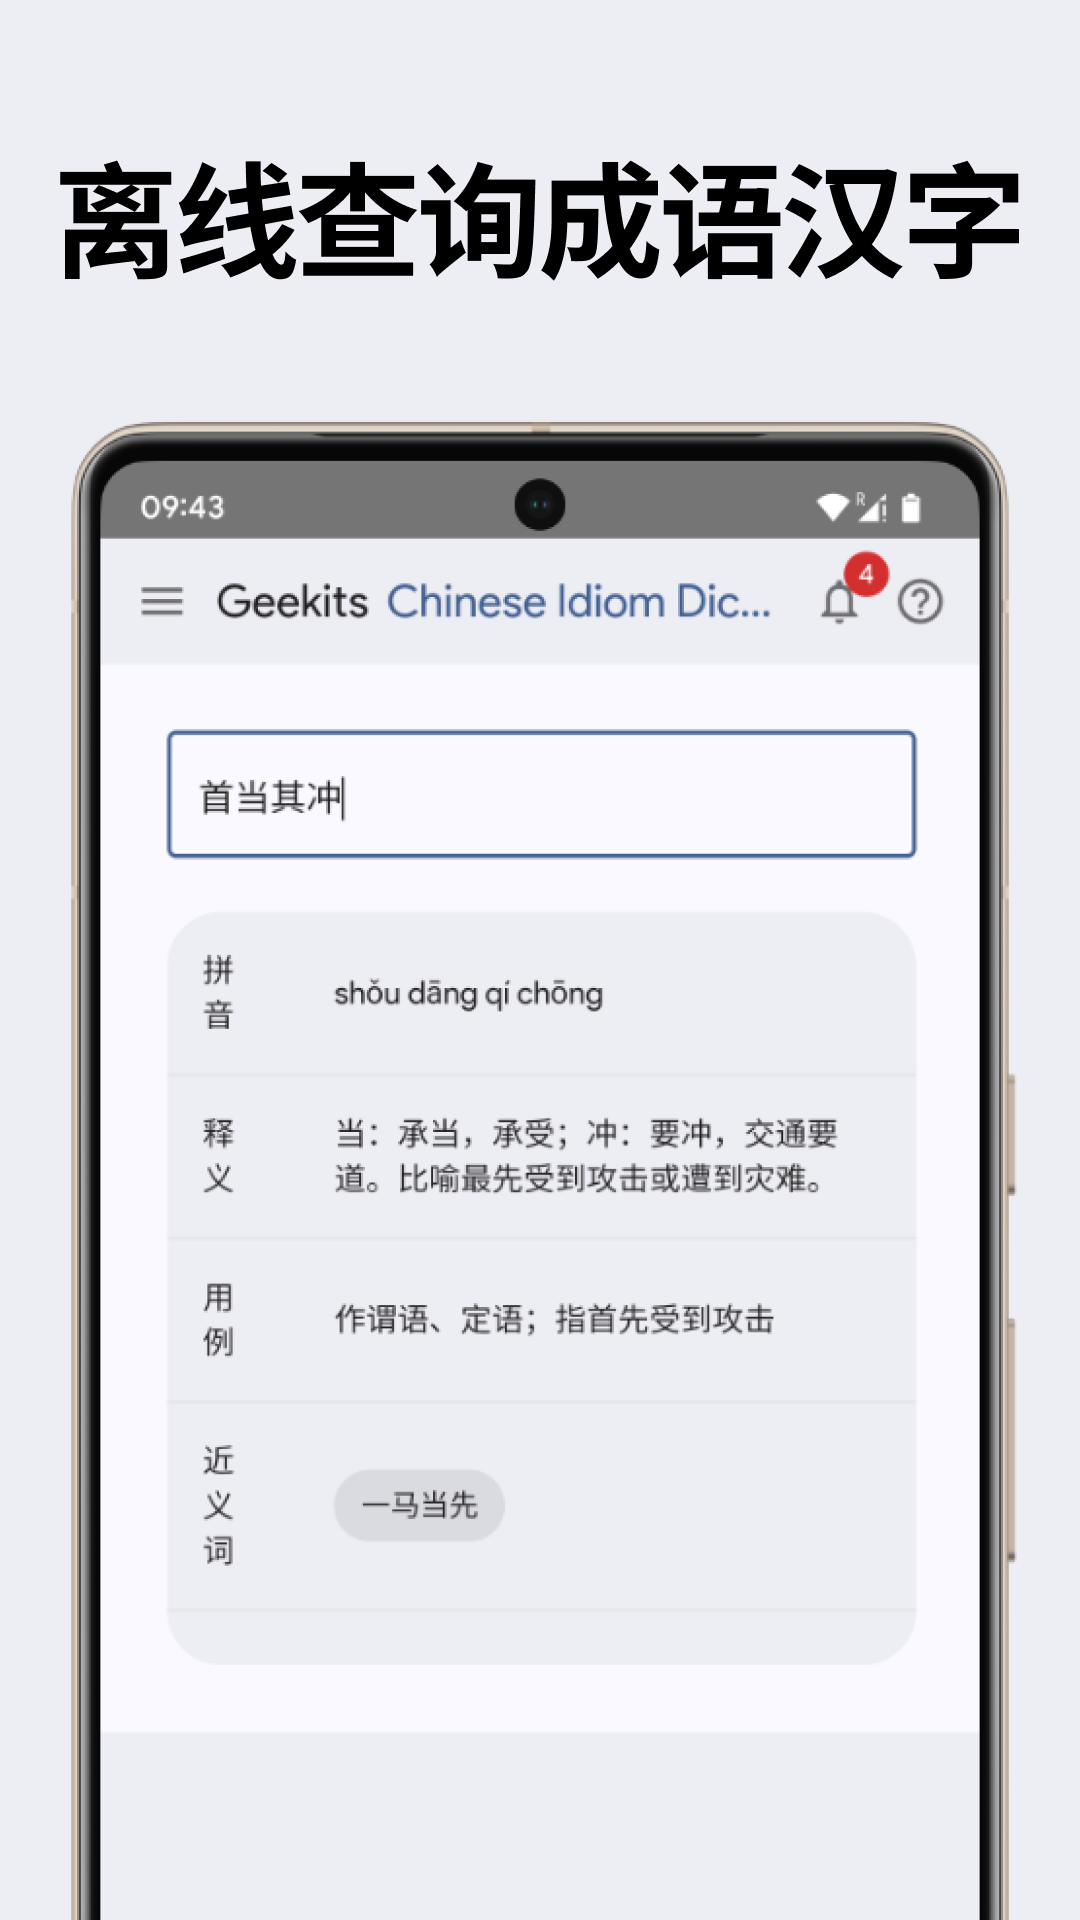 离线查询成语汉字
09:43
R
Geekits Chinese Idiom Dic...
4
首当其冲
拼音
shǒu dāng qí chōng
释义
当：承当，承受；冲：要冲，交通要
道。比喻最先受到攻击或遭到灾难。
用例
作谓语、定语；指首先受到攻击
近义词
一马当先